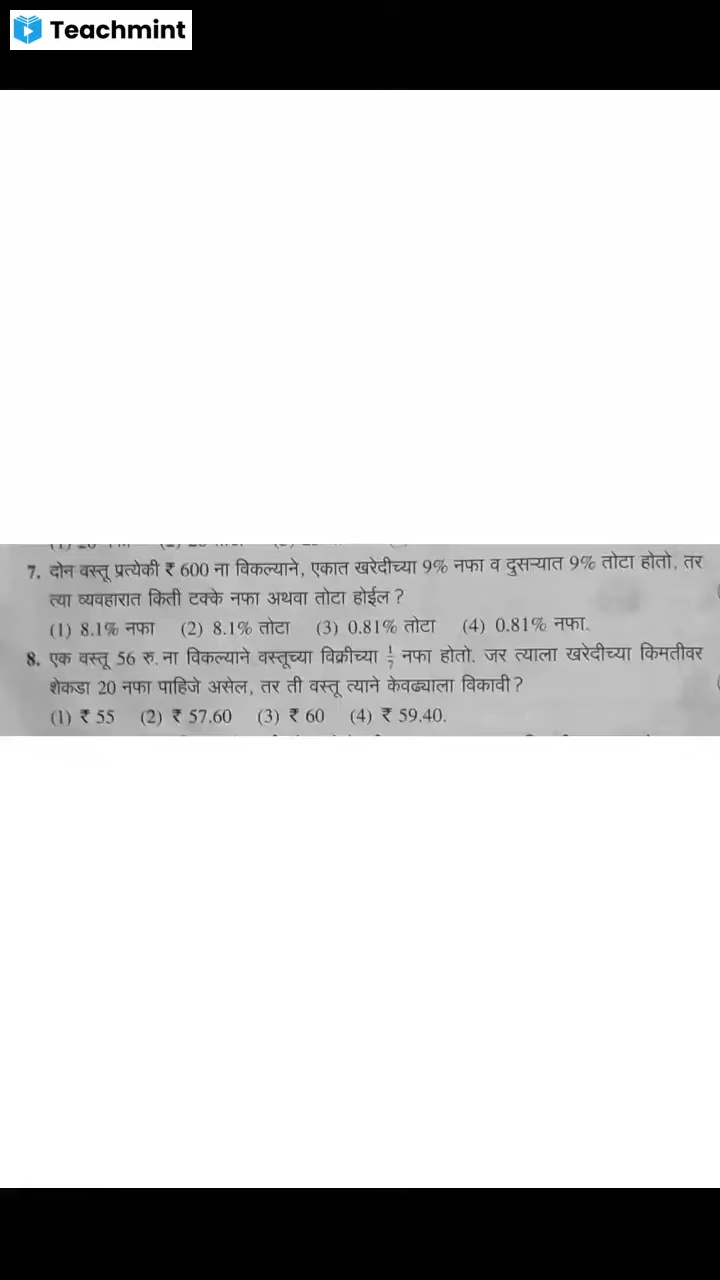 Teachmint
7. दोन वस्तू प्रत्येकी ₹ 600 ना विकल्याने, एकात खरेदीच्या 9% नफा व दुसऱ्यात 9% तोटा होतो, तर
त्या व्यवहारात किती टक्के नफा अथवा तोटा होईल ?
(1) 8.1% नफा (2) 8.1% तोटा (3) 0.81% तोटा (4) 0.81% नफा.
8. एक वस्तू 56 रु. ना विकल्याने वस्तूच्या विक्रीच्या 1/7 नफा होतो. जर त्याला खरेदीच्या किमतीवर
शेकडा 20 नफा पाहिजे असेल, तर ती वस्तू त्याने केवढ्याला विकावी ?
(1) ₹ 55 (2) ₹ 57.60 (3) ₹ 60 (4) ₹ 59.40.